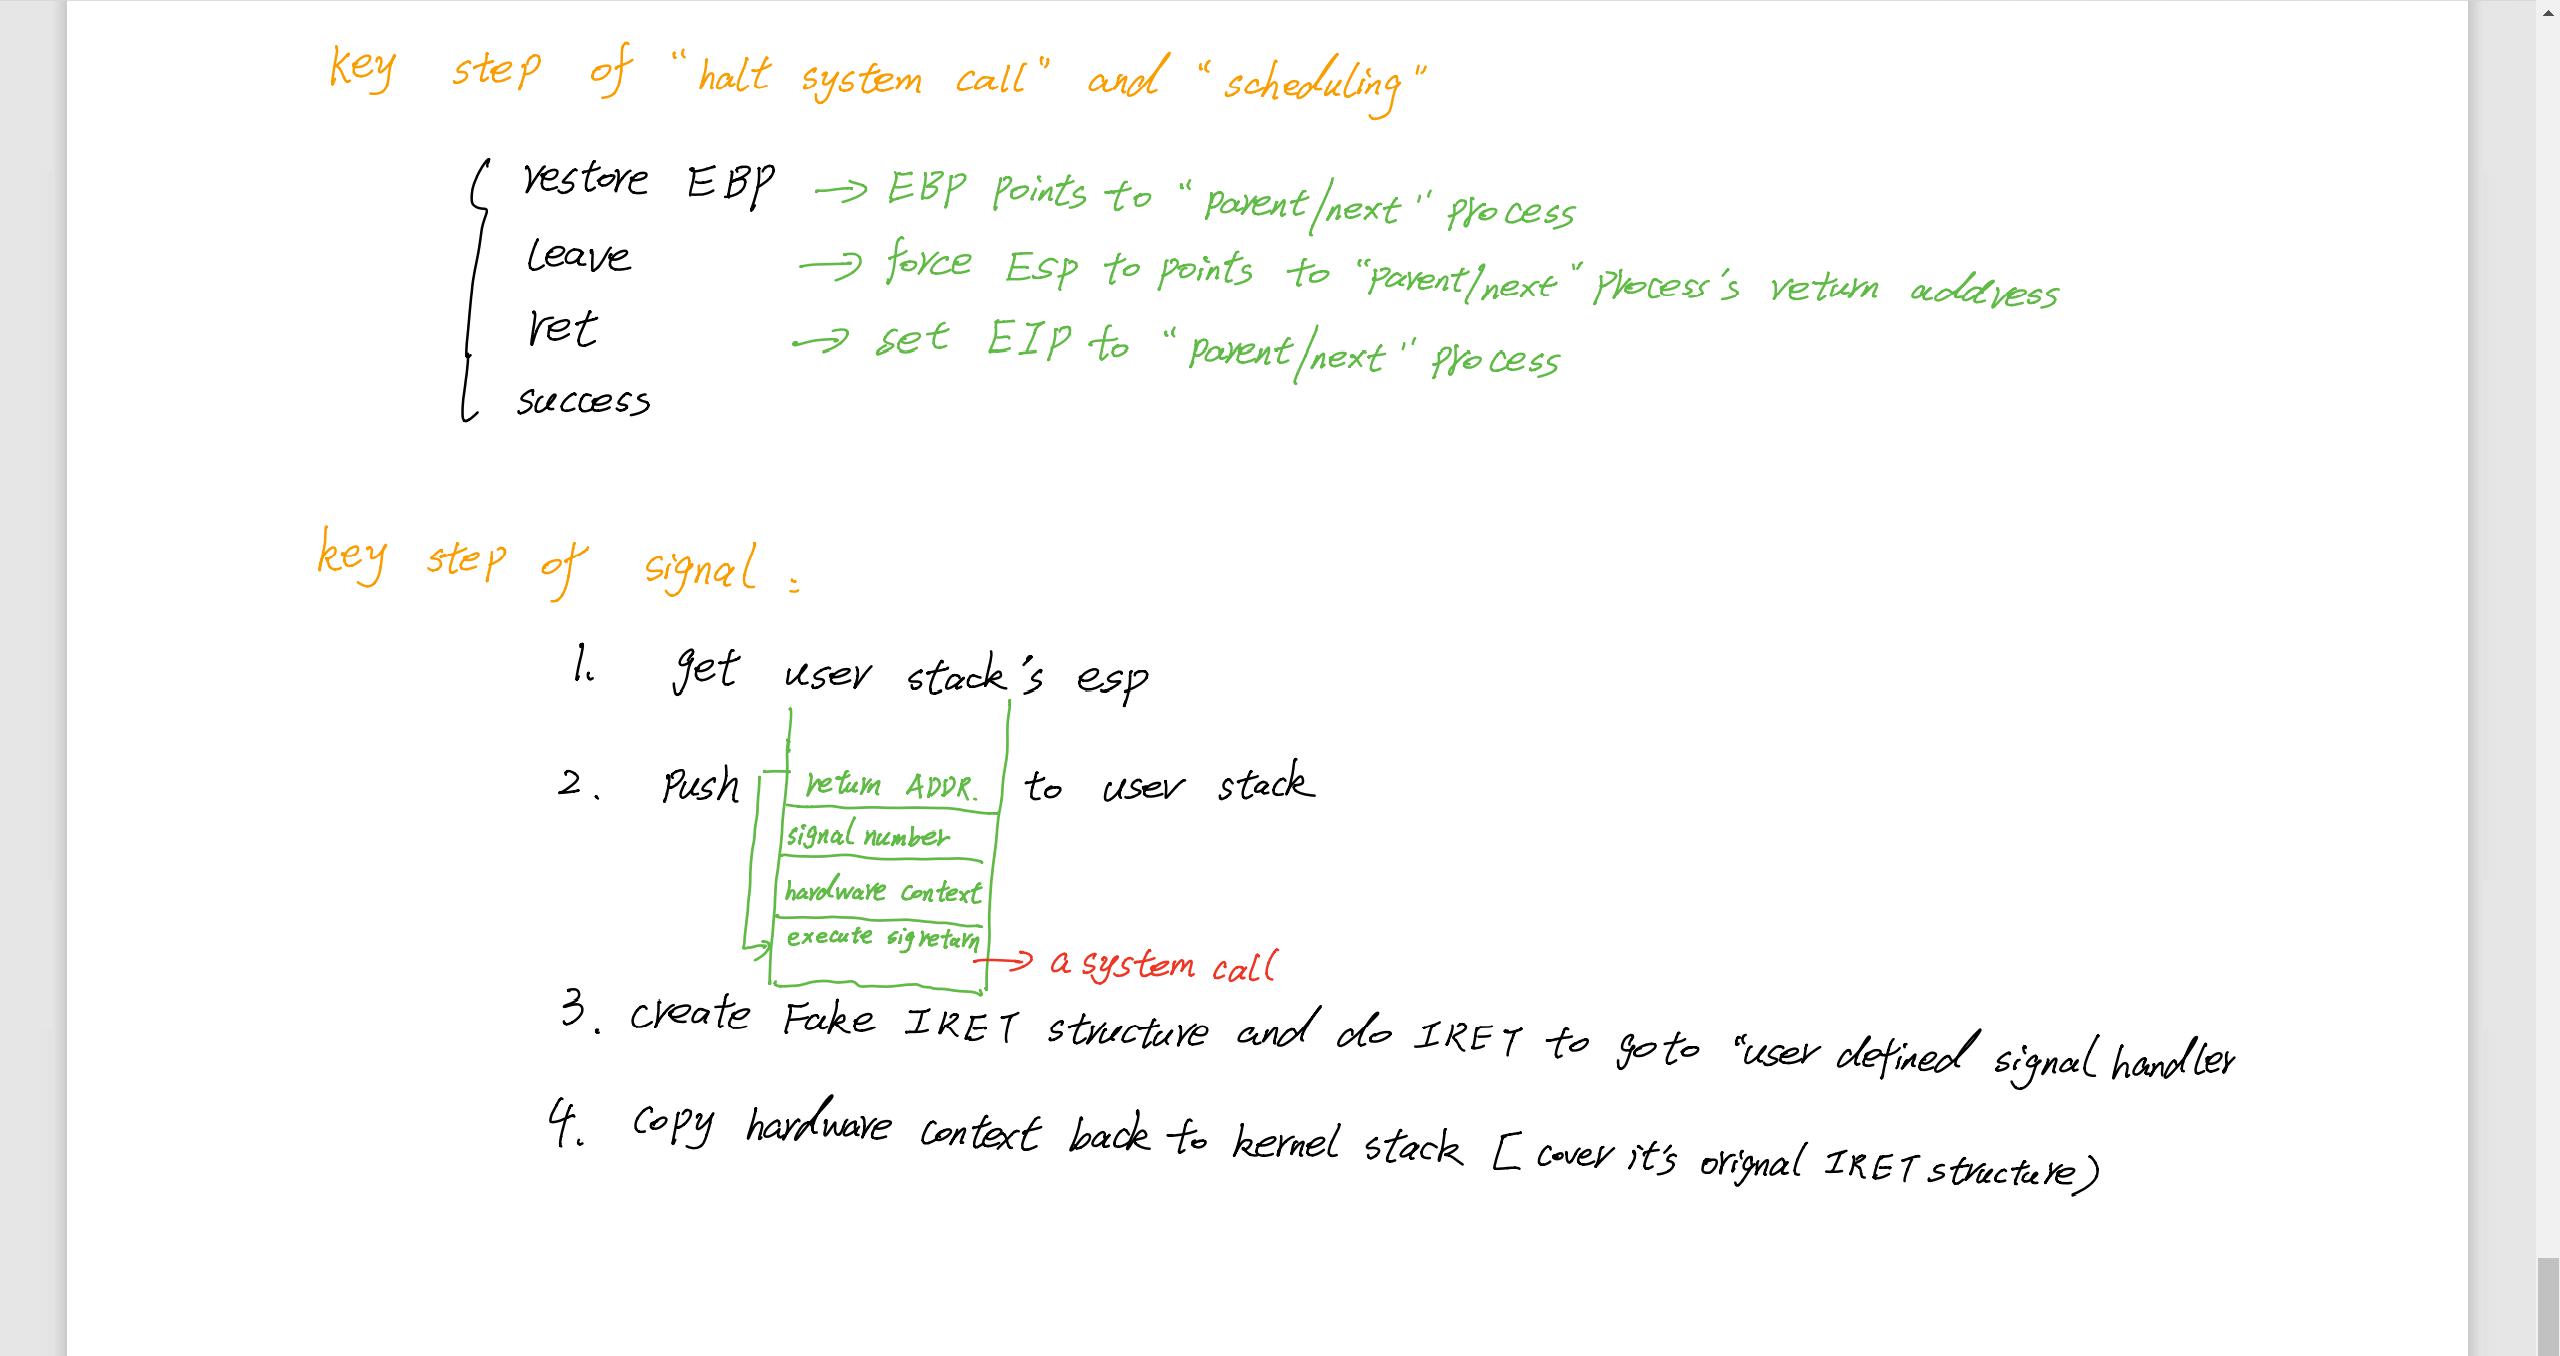 key step of "halt system call" and "scheduling"
restore EBP → EBP points to "parent/next" process
leave → force Esp to points to "parent/next" process's return address
ret → set EIP to "parent/next" process
success
key step of signal :
1. get user stack's esp
2. Push return ADDR. to user stack
signal number
hardware context
execute sigreturn → a system call
3. create Fake IRET structure and do IRET to goto "user defined signal handler
4. copy hardware context back to kernel stack [ cover it's orignal IRET structure)